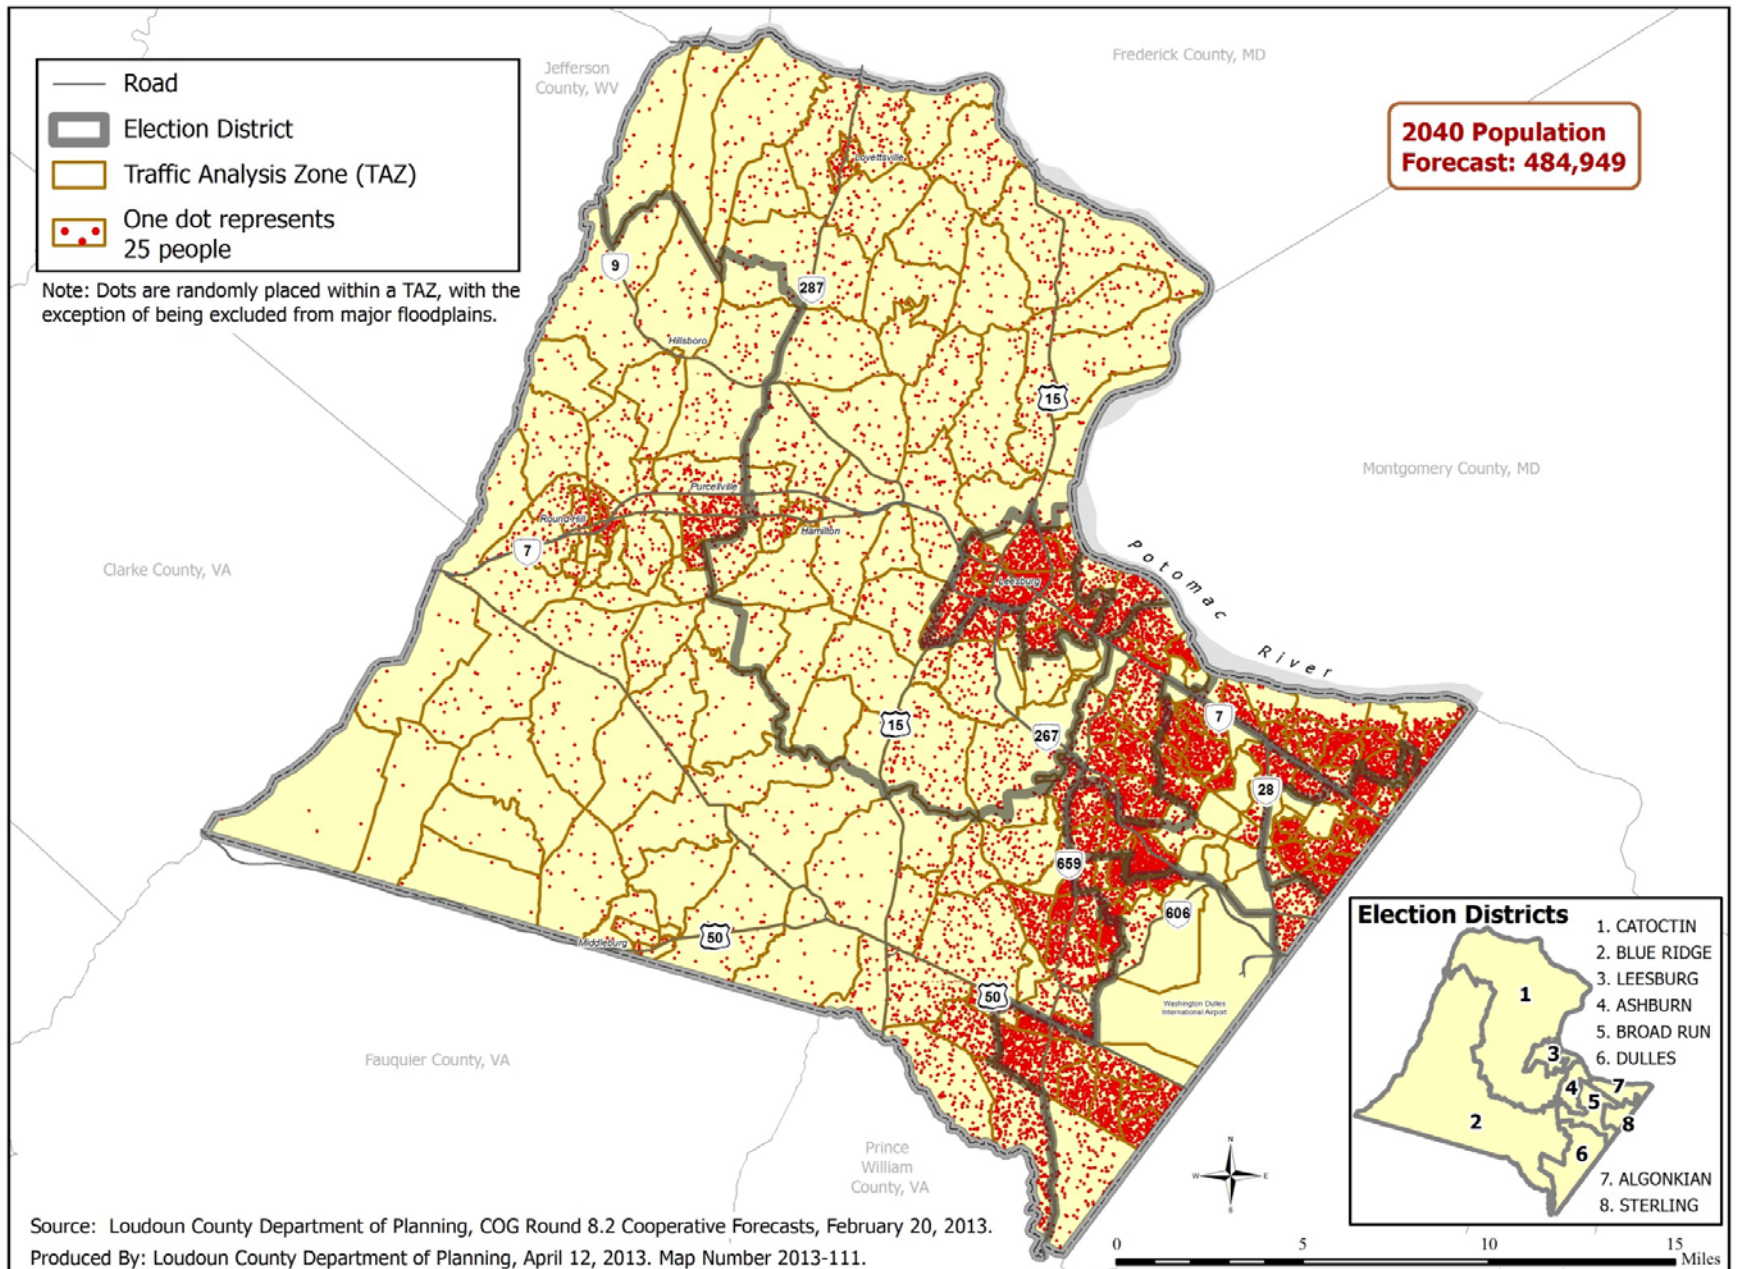 Road
Election District
Traffic Analysis Zone (TAZ)
One dot represents
25 people
Note: Dots are randomly placed within a TAZ, with the
exception of being excluded from major floodplains.
Jefferson
County, WV
Frederick County, MD
2040 Population
Forecast: 484,949
Lovettsville
9
287
Hillsboro
15
Montgomery County, MD
Purcellville
Round Hill
Hamilton
7
Clarke County, VA
Leesburg
Potomac
River
15
267
7
28
659
606
50
Middleburg
50
Washington Dulles
International Airport
Fauquier County, VA
Prince
William
County, VA
N
W
E
S
Election Districts
1. CATOCTIN
2. BLUE RIDGE
3. LEESBURG
4. ASHBURN
5. BROAD RUN
6. DULLES
7. ALGONKIAN
8. STERLING
1
2
3
4
5
6
7
8
Source: Loudoun County Department of Planning, COG Round 8.2 Cooperative Forecasts, February 20, 2013.
Produced By: Loudoun County Department of Planning, April 12, 2013. Map Number 2013-111.
0 5 10 15
Miles